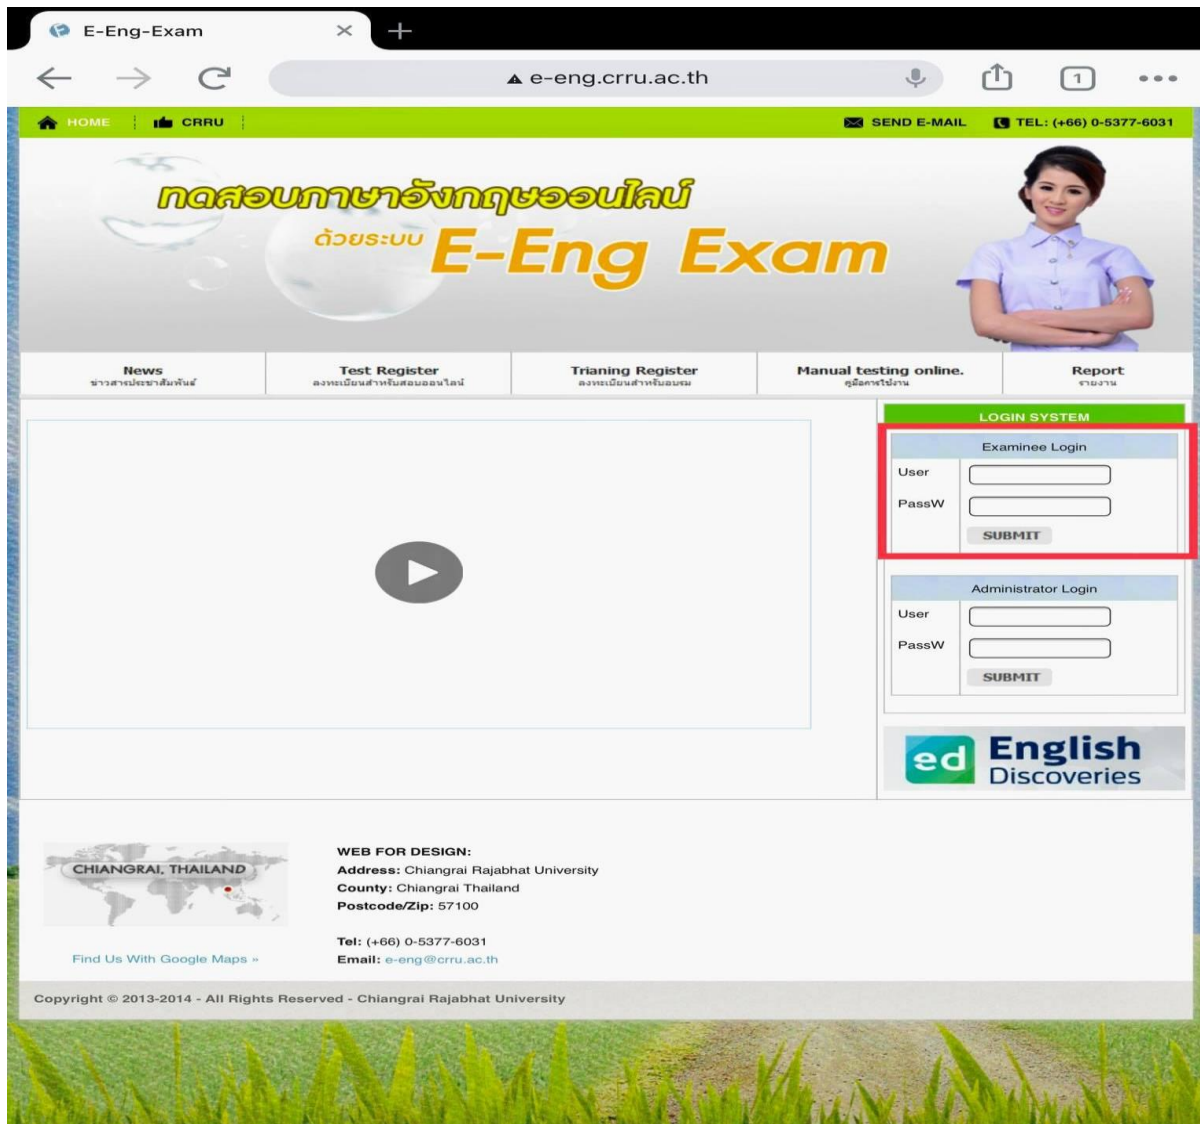 E-Eng-Exam
e-eng.crru.ac.th
1
HOME CRRU SEND E-MAIL TEL: (+66) 0-5377-6031
ทดสอบภาษาอังกฤษออนไลน์
ด้วยระบบ E-Eng Exam
News Test Register Trianing Register Manual testing online. Report
ข่าวสารประชาสัมพันธ์ ลงทะเบียนสำหรับสอบออนไลน์ ลงทะเบียนสำหรับอบรม คู่มือการใช้งาน รายงาน
LOGIN SYSTEM
Examinee Login
User
PassW
SUBMIT
Administrator Login
User
PassW
SUBMIT
ed English
Discoveries
CHIANGRAI, THAILAND
Find Us With Google Maps »
WEB FOR DESIGN:
Address: Chiangrai Rajabhat University
County: Chiangrai Thailand
Postcode/Zip: 57100
Tel: (+66) 0-5377-6031
Email: e-eng@crru.ac.th
Copyright © 2013-2014 - All Rights Reserved - Chiangrai Rajabhat University